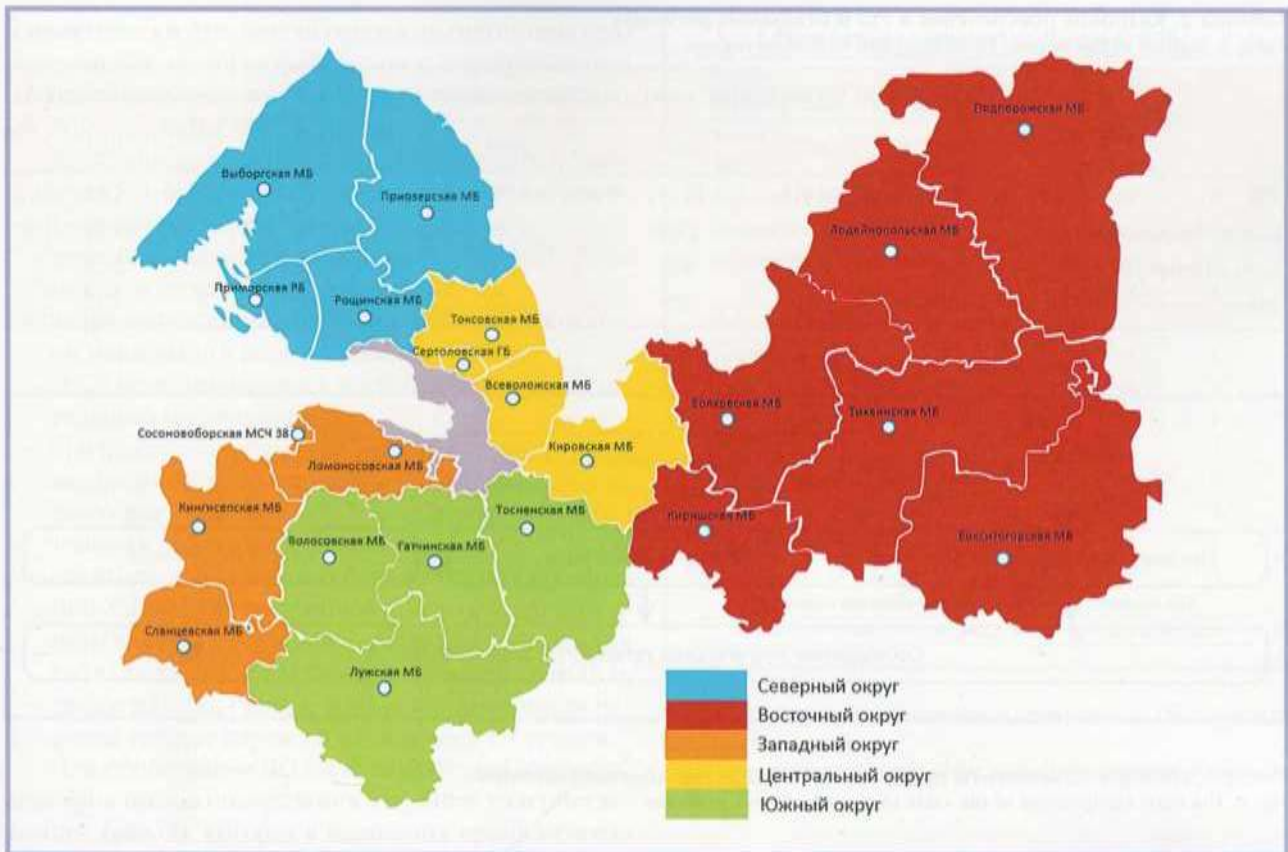 Подпорожская МБ
Выборгская МБ
Приозерская МБ
Лодейнопольская МБ
Приморская РБ
Рощинская МБ
Токсовская МБ
Сертоловская ГБ
Всеволожская МБ
Волховская МБ
Тихвинская МБ
Сосоновоборская МСЧ 38
Кировская МБ
Ломоносовская МБ
Кингисепская МБ
Тосненская МБ
Киришская МБ
Волосовская МБ
Гатчинская МБ
Бокситогорская МБ
Сланцевская МБ
Лужская МБ
Северный округ
Восточный округ
Западный округ
Центральный округ
Южный округ